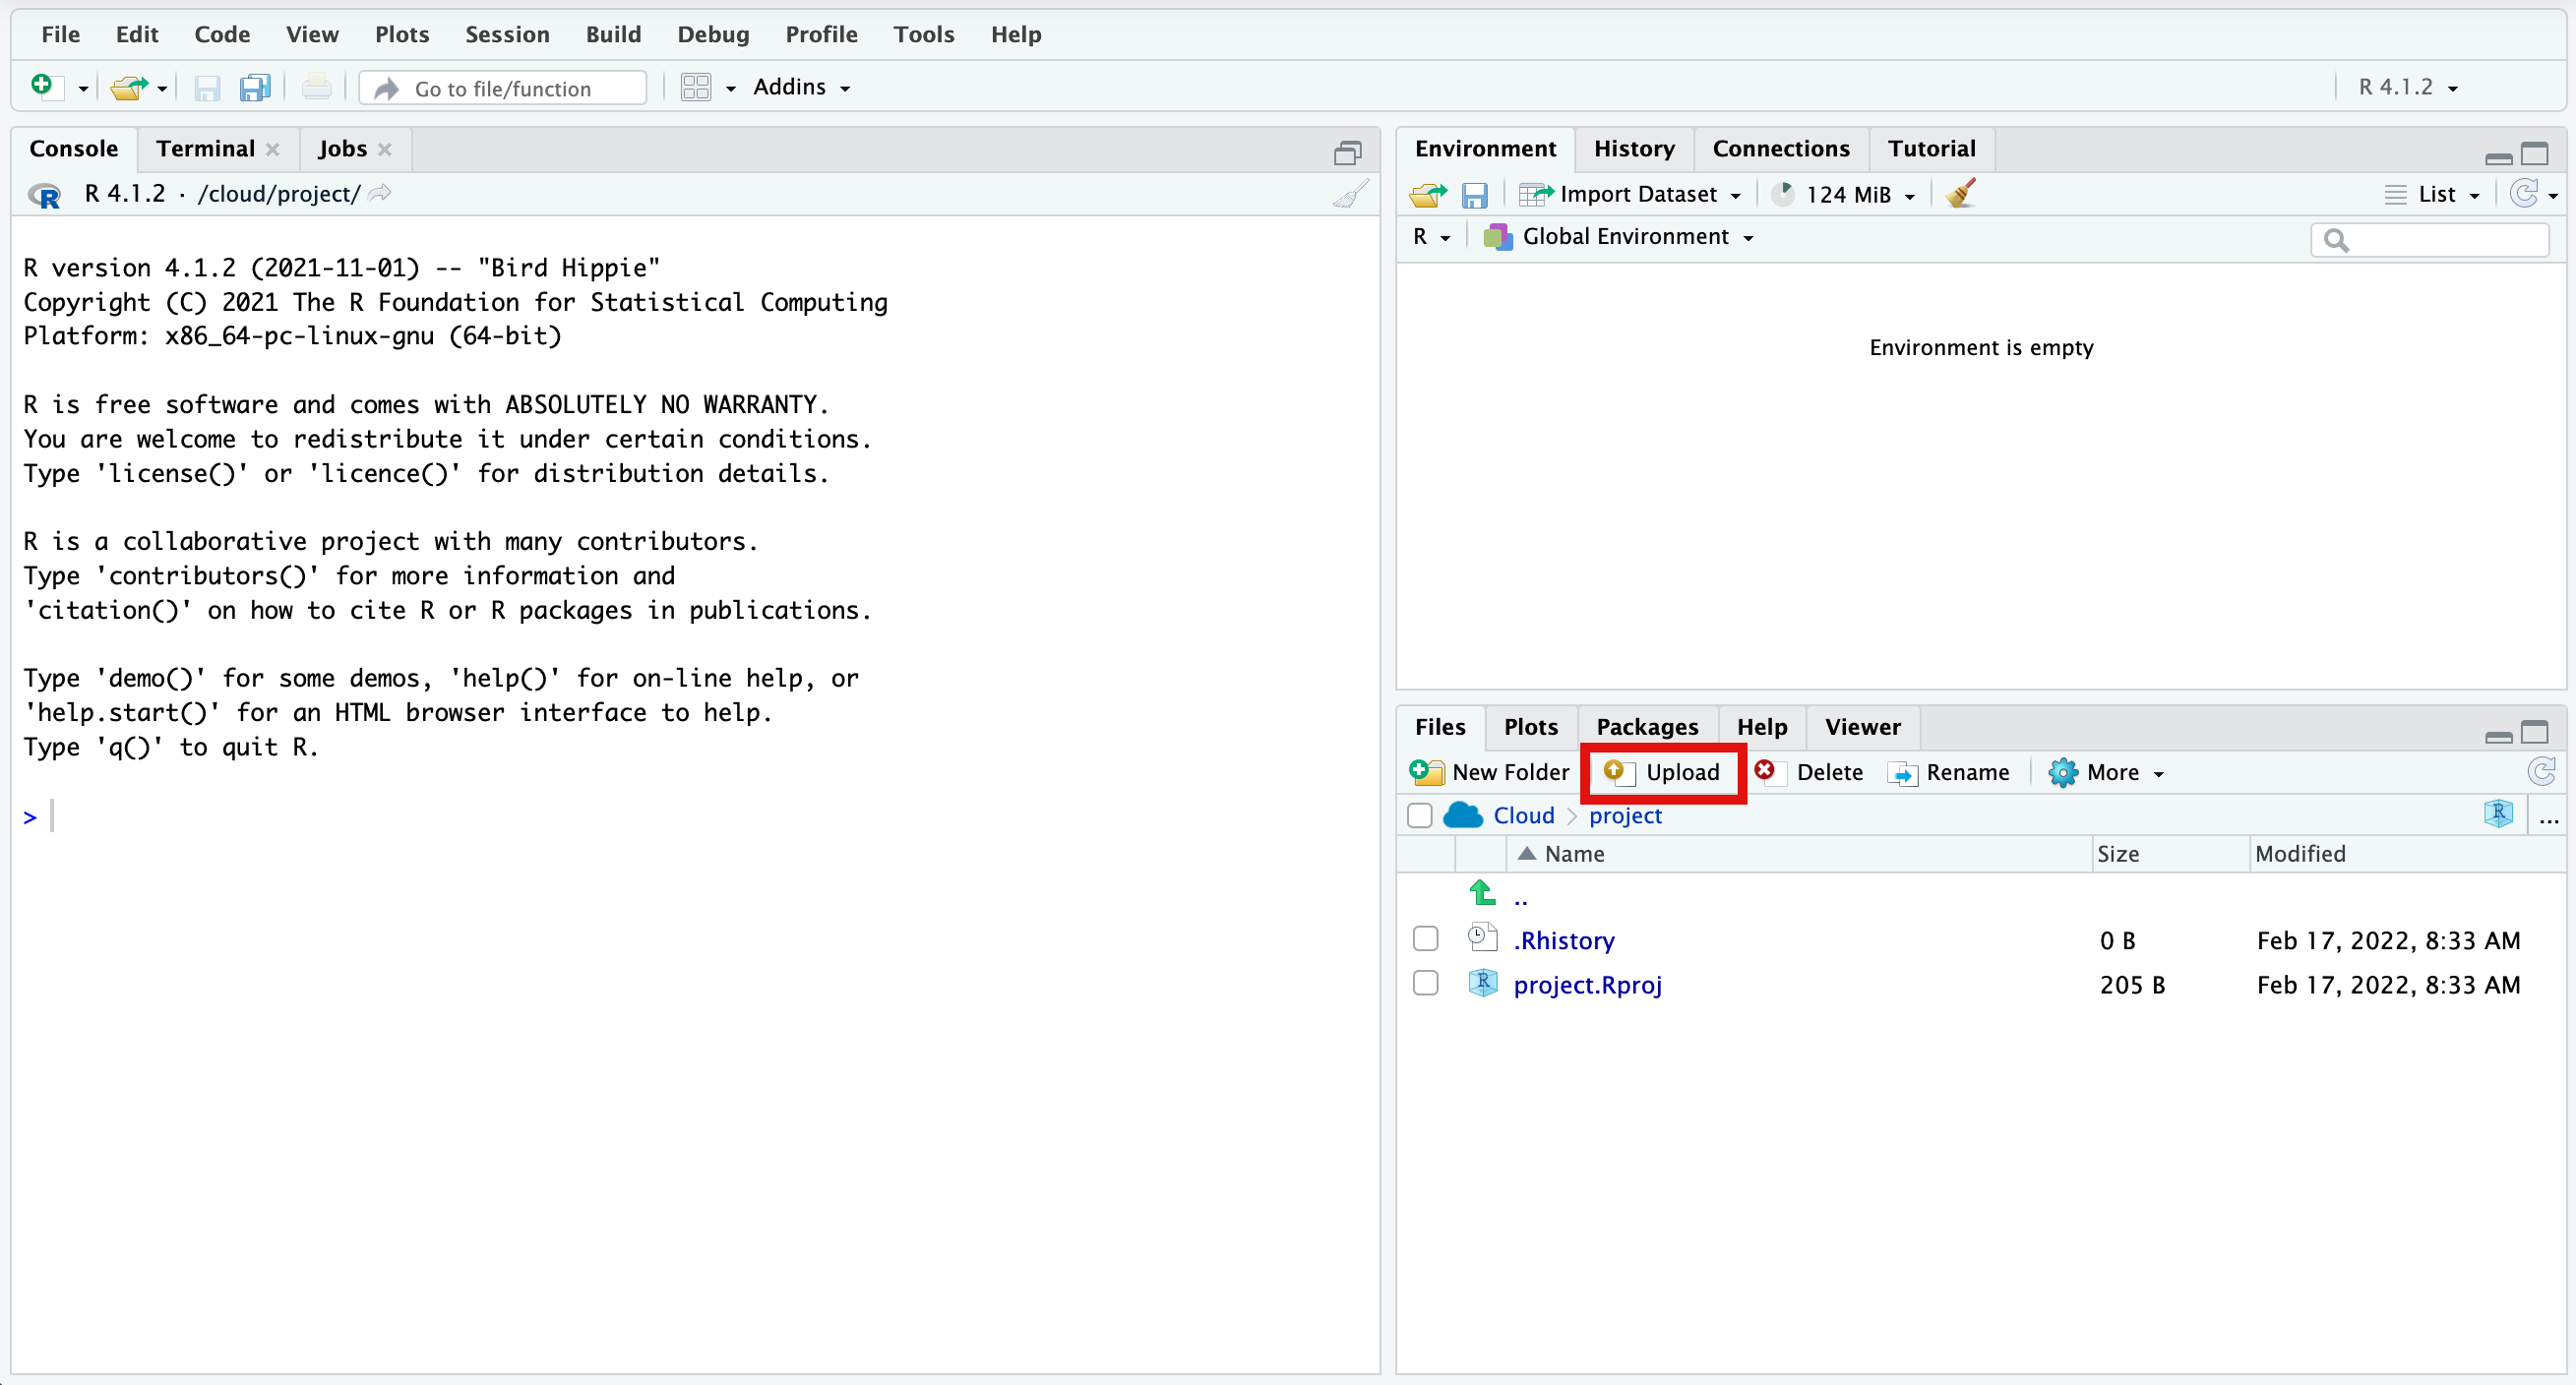 File Edit Code View Plots Session Build Debug Profile Tools Help
Go to file/function Addins R 4.1.2
Console Terminal Jobs
R 4.1.2 · /cloud/project/
R version 4.1.2 (2021-11-01) -- "Bird Hippie"
Copyright (C) 2021 The R Foundation for Statistical Computing
Platform: x86_64-pc-linux-gnu (64-bit)
R is free software and comes with ABSOLUTELY NO WARRANTY.
You are welcome to redistribute it under certain conditions.
Type 'license()' or 'licence()' for distribution details.
R is a collaborative project with many contributors.
Type 'contributors()' for more information and
'citation()' on how to cite R or R packages in publications.
Type 'demo()' for some demos, 'help()' for on-line help, or
'help.start()' for an HTML browser interface to help.
Type 'q()' to quit R.
>
Environment History Connections Tutorial
Import Dataset 124 MiB List
R Global Environment
Environment is empty
Files Plots Packages Help Viewer
New Folder Upload Delete Rename More
Cloud project ...
Name Size Modified
..
.Rhistory 0 B Feb 17, 2022, 8:33 AM
project.Rproj 205 B Feb 17, 2022, 8:33 AM